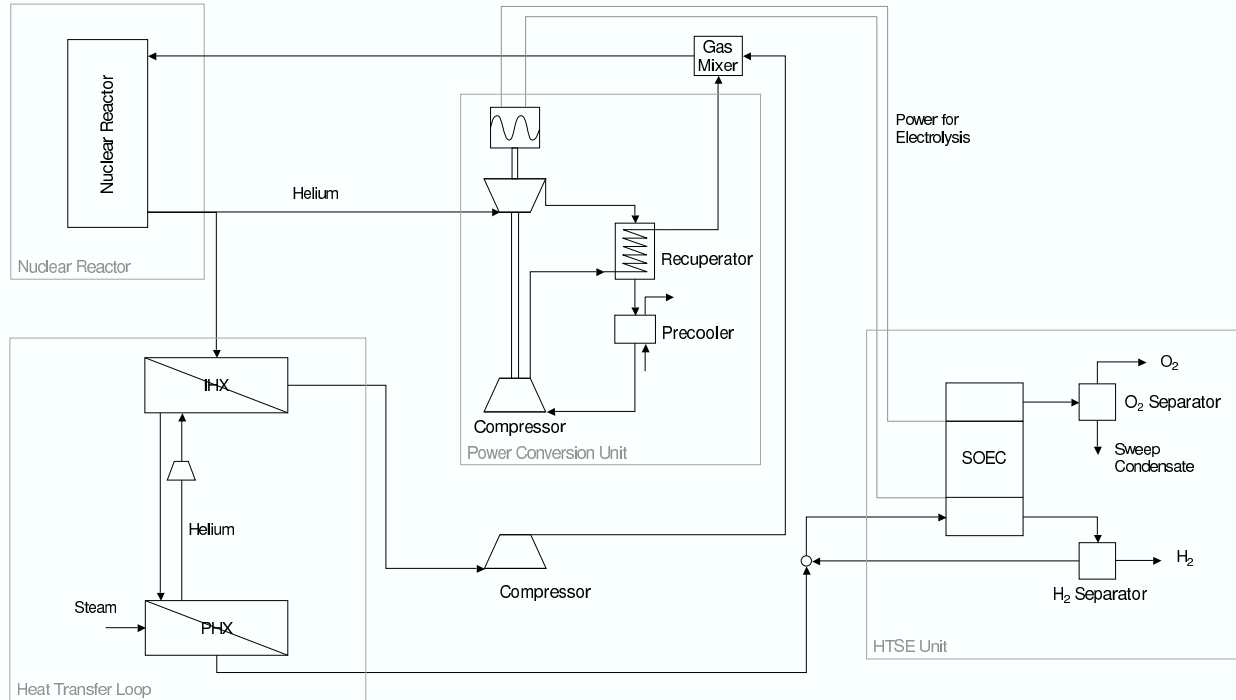 Gas
Mixer
Nuclear Reactor
Power for
Electrolysis
Helium
Recuperator
Nuclear Reactor
Precooler
IHX
O₂
O₂ Separator
Compressor
Power Conversion Unit
SOEC
Sweep
Condensate
Helium
H₂
Compressor
H₂ Separator
Steam
PHX
HTSE Unit
Heat Transfer Loop